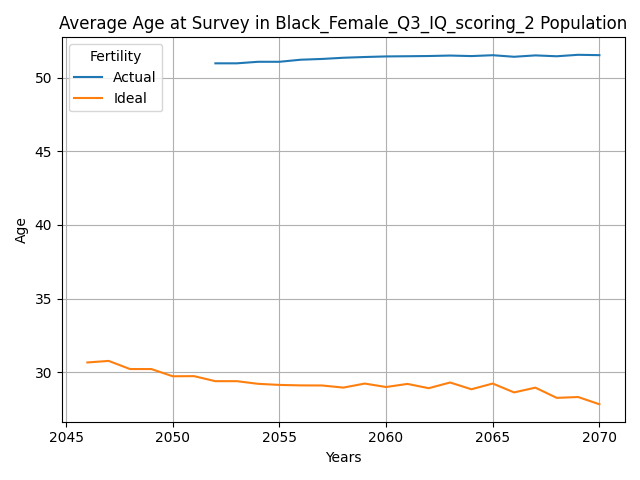 Average Age at Survey in Black_Female_Q3_IQ_scoring_2 Population
Fertility
Actual
Ideal
Age
50
45
40
35
30
2045 2050 2055 2060 2065 2070
Years